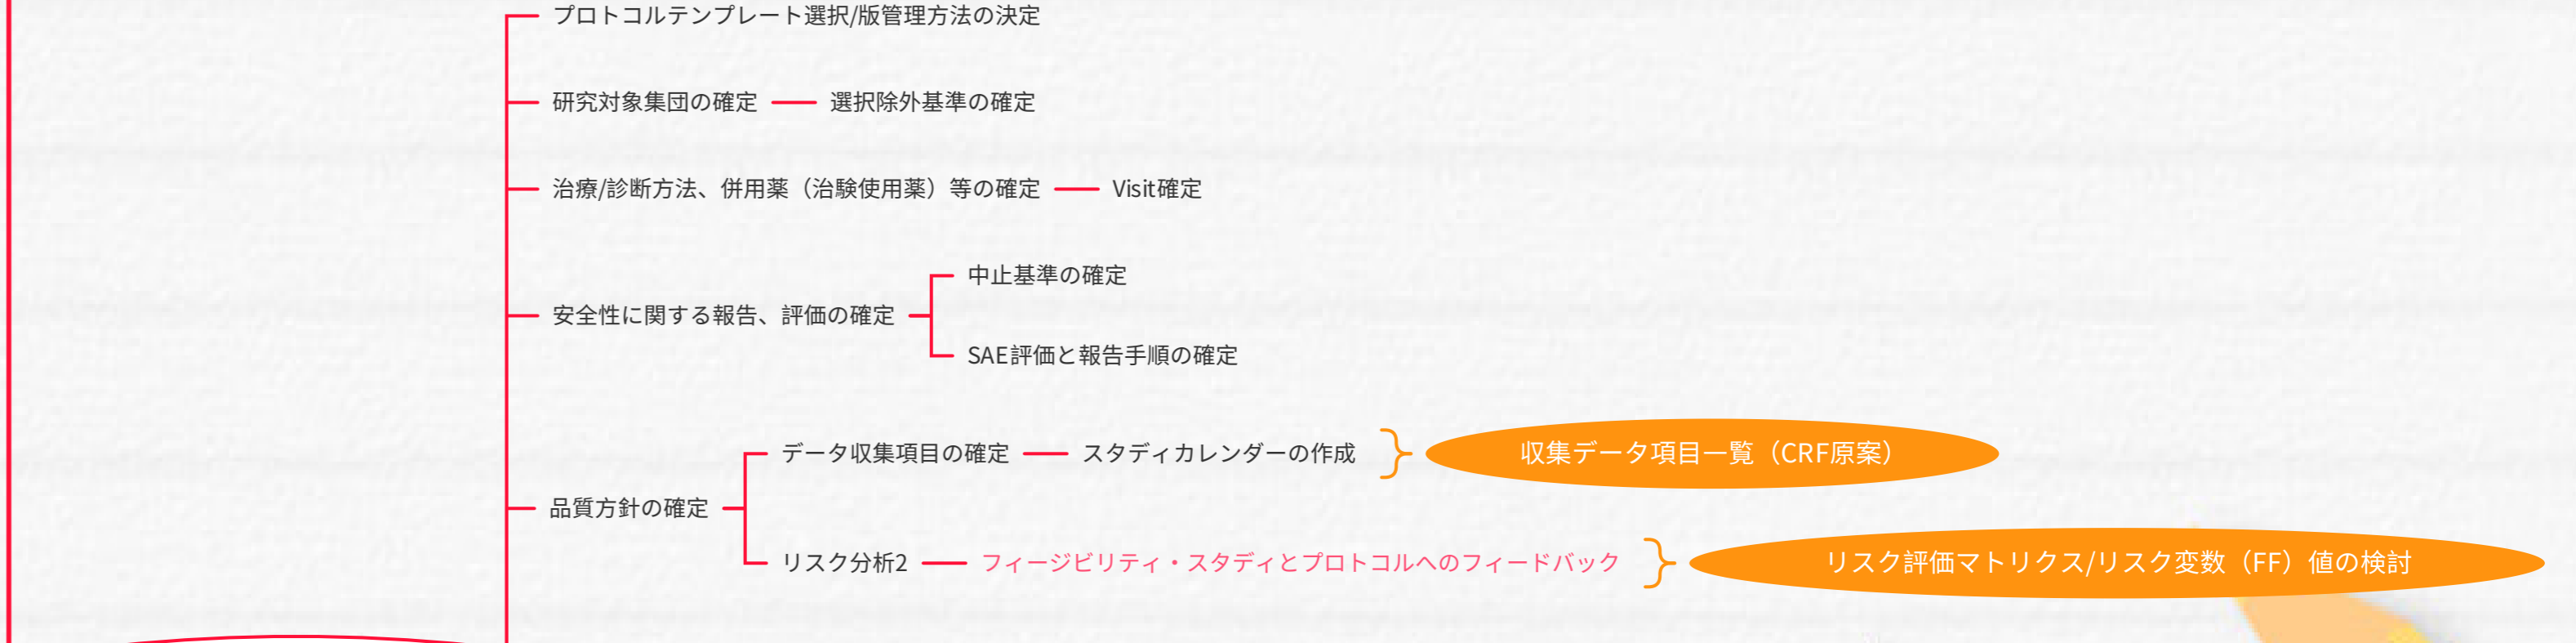 プロトコルテンプレート選択/版管理方法の決定
研究対象集団の確定
選択除外基準の確定
治療/診断方法、併用薬（治験使用薬）等の確定
Visit確定
安全性に関する報告、評価の確定
中止基準の確定
SAE評価と報告手順の確定
品質方針の確定
データ収集項目の確定
スタディカレンダーの作成
収集データ項目一覧（CRF原案）
リスク分析2
フィージビリティ・スタディとプロトコルへのフィードバック
リスク評価マトリクス/リスク変数（FF）値の検討